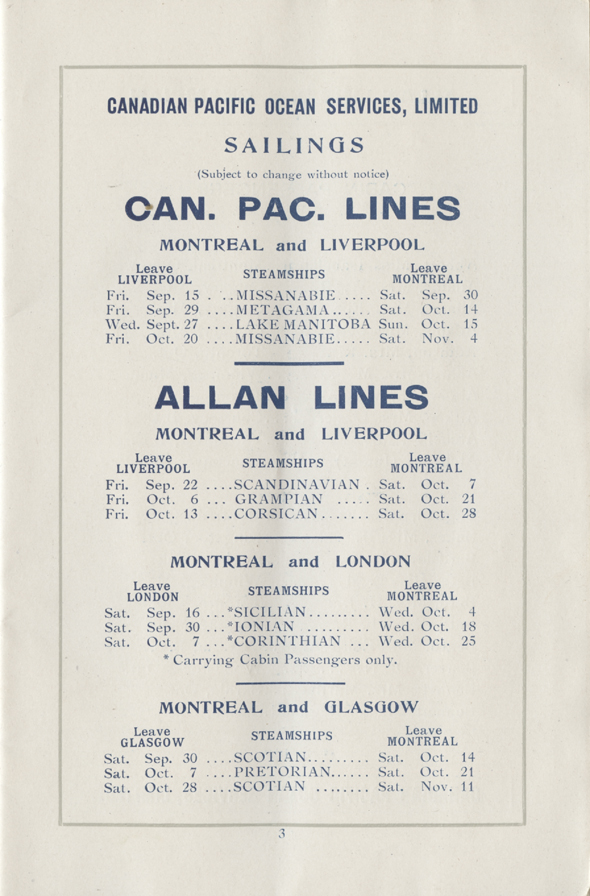 CANADIAN PACIFIC OCEAN SERVICES, LIMITED
SAILINGS
(Subject to change without notice)
CAN. PAC. LINES
MONTREAL and LIVERPOOL
Leave LIVERPOOL STEAMSHIPS Leave MONTREAL
Fri. Sep. 15 . . . . MISSANABIE . . . . . Sat. Sep. 30
Fri. Sep. 29 . . . . METAGAMA . . . . . . Sat. Oct. 14
Wed. Sept. 27 . . . . LAKE MANITOBA Sun. Oct. 15
Fri. Oct. 20 . . . . MISSANABIE . . . . . Sat. Nov. 4
ALLAN LINES
MONTREAL and LIVERPOOL
Leave LIVERPOOL STEAMSHIPS Leave MONTREAL
Fri. Sep. 22 . . . . SCANDINAVIAN . Sat. Oct. 7
Fri. Oct. 6 . . . GRAMPIAN . . . . . Sat. Oct. 21
Fri. Oct. 13 . . . . CORSICAN . . . . . . . Sat. Oct. 28
MONTREAL and LONDON
Leave LONDON STEAMSHIPS Leave MONTREAL
Sat. Sep. 16 . . . *SICILIAN . . . . . . . . . Wed. Oct. 4
Sat. Sep. 30 . . . *IONIAN . . . . . . . . . Wed. Oct. 18
Sat. Oct. 7 . . . *CORINTHIAN . . . Wed. Oct. 25
* Carrying Cabin Passengers only.
MONTREAL and GLASGOW
Leave GLASGOW STEAMSHIPS Leave MONTREAL
Sat. Sep. 30 . . . . SCOTIAN . . . . . . . . . Sat. Oct. 14
Sat. Oct. 7 . . . . PRETORIAN . . . . . . Sat. Oct. 21
Sat. Oct. 28 . . . . SCOTIAN . . . . . . . . Sat. Nov. 11
3